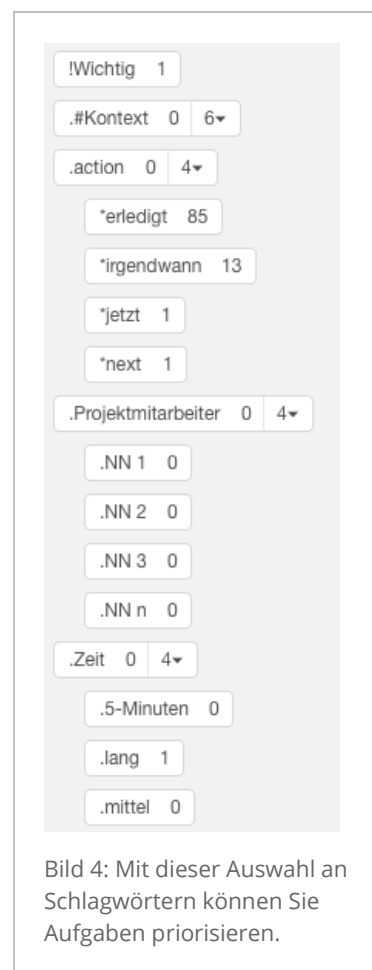 !Wichtig 1
.#Kontext 0 6▾
.action 0 4▾
*erledigt 85
*irgendwann 13
*jetzt 1
*next 1
.Projektmitarbeiter 0 4▾
.NN 1 0
.NN 2 0
.NN 3 0
.NN n 0
.Zeit 0 4▾
.5-Minuten 0
.lang 1
.mittel 0
Bild 4: Mit dieser Auswahl an
Schlagwörtern können Sie
Aufgaben priorisieren.